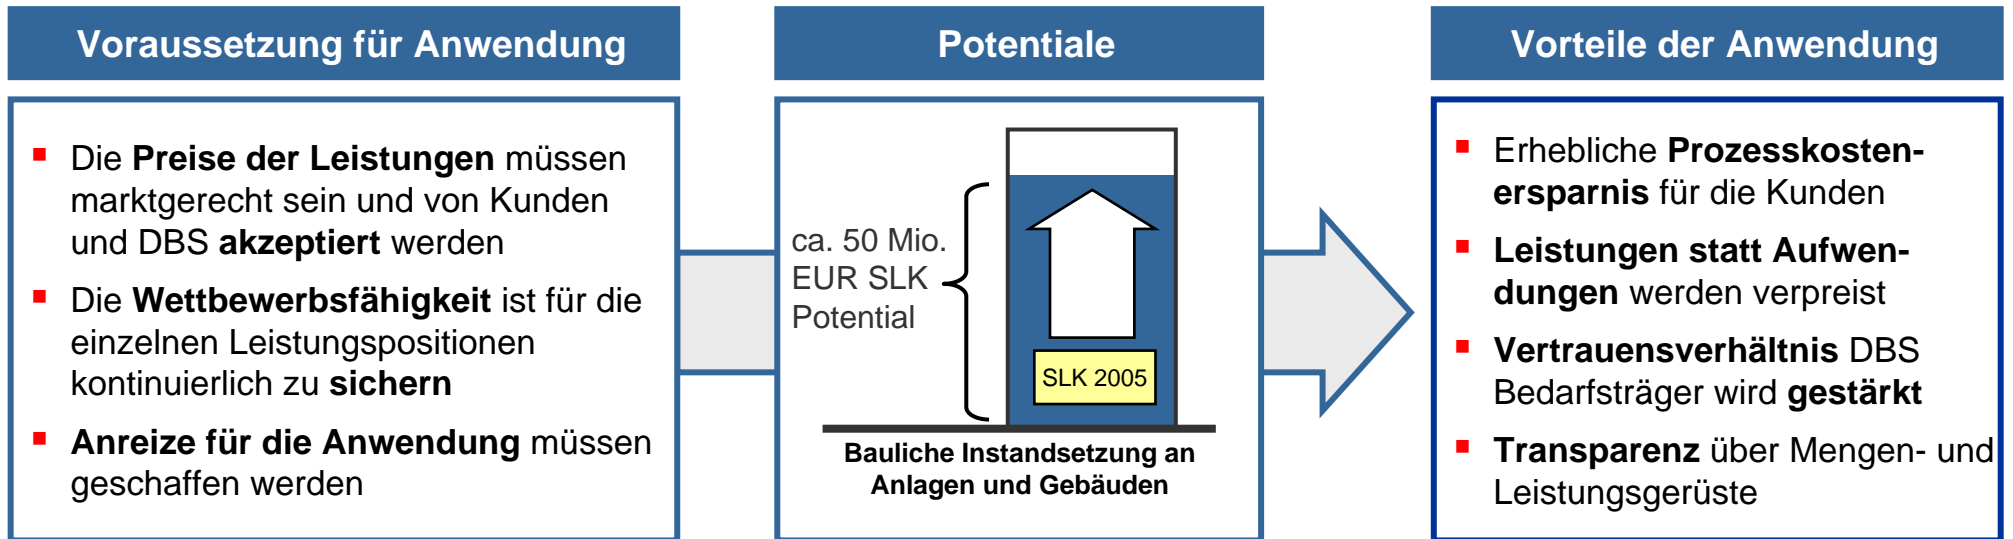 Voraussetzung für Anwendung
Die Preise der Leistungen müssen
marktgerecht sein und von Kunden
und DBS akzeptiert werden
Die Wettbewerbsfähigkeit ist für die
einzelnen Leistungspositionen
kontinuierlich zu sichern
Anreize für die Anwendung müssen
geschaffen werden
Potentiale
ca. 50 Mio.
EUR SLK
Potential
SLK 2005
Bauliche Instandsetzung an
Anlagen und Gebäuden
Vorteile der Anwendung
Erhebliche Prozesskosten-
ersparnis für die Kunden
Leistungen statt Aufwen-
dungen werden verpreist
Vertrauensverhältnis DBS
Bedarfsträger wird gestärkt
Transparenz über Mengen- und
Leistungsgerüste